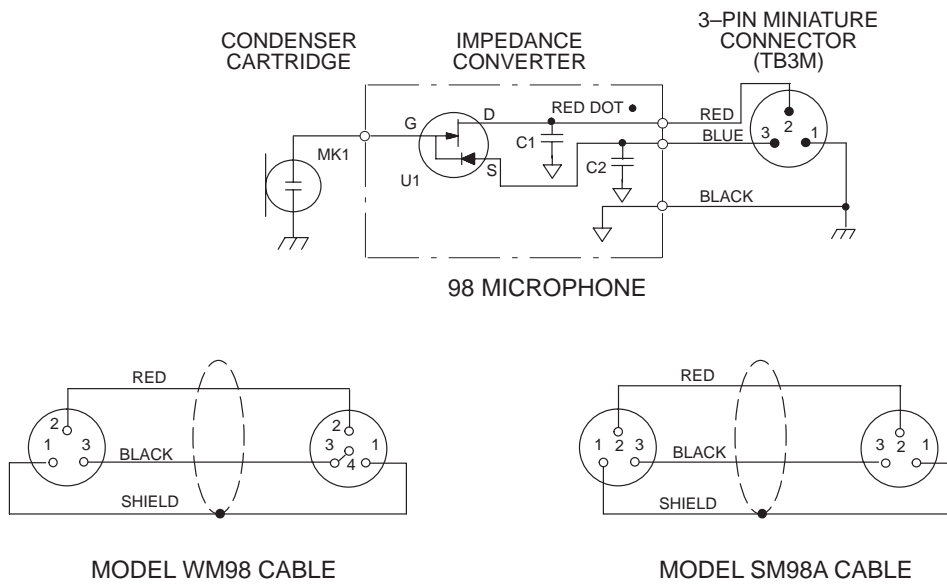 CONDENSER
CARTRIDGE
IMPEDANCE
CONVERTER
3–PIN MINIATURE
CONNECTOR
(TB3M)
G
D
RED DOT
RED
2
BLUE
3
1
MK1
C1
U1
S
C2
BLACK
98 MICROPHONE
RED
2
2
1
3
BLACK
3
1
4
SHIELD
RED
1
2
3
BLACK
3
2
1
SHIELD
MODEL WM98 CABLE
MODEL SM98A CABLE